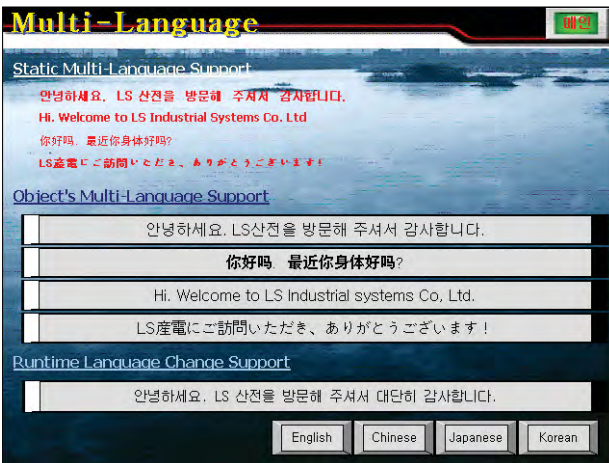 Multi-Language
메인
Static Multi-Language Support
안녕하세요. LS 산전을 방문해 주셔서 감사합니다.
Hi. Welcome to LS Industrial Systems Co. Ltd
你好吗. 最近你身体好吗?
LS産電にご訪問いただき、ありがとうございます!
Object's Multi-Language Support
안녕하세요. LS산전을 방문해 주셔서 감사합니다.
你好吗. 最近你身体好吗?
Hi. Welcome to LS Industrial systems Co, Ltd.
LS産電にご訪問いただき、ありがとうございます!
Runtime Language Change Support
안녕하세요. LS 산전을 방문해 주셔서 대단히 감사합니다.
English Chinese Japanese Korean